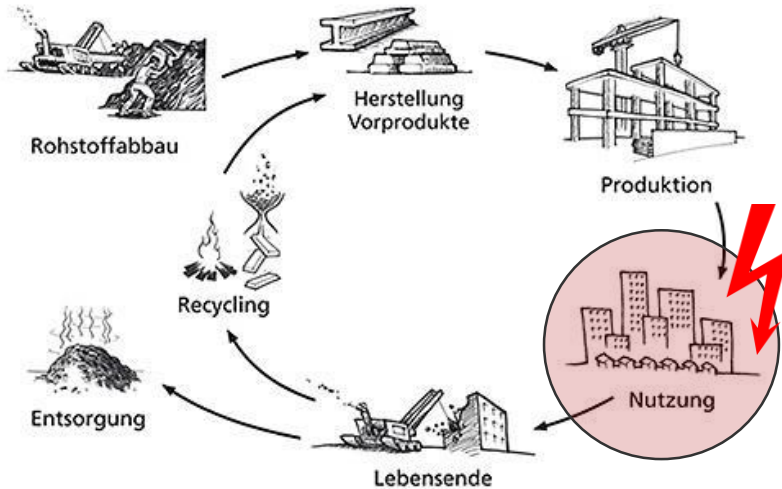 Rohstoffabbau
Herstellung
Vorprodukte
Produktion
Nutzung
Lebensende
Recycling
Entsorgung